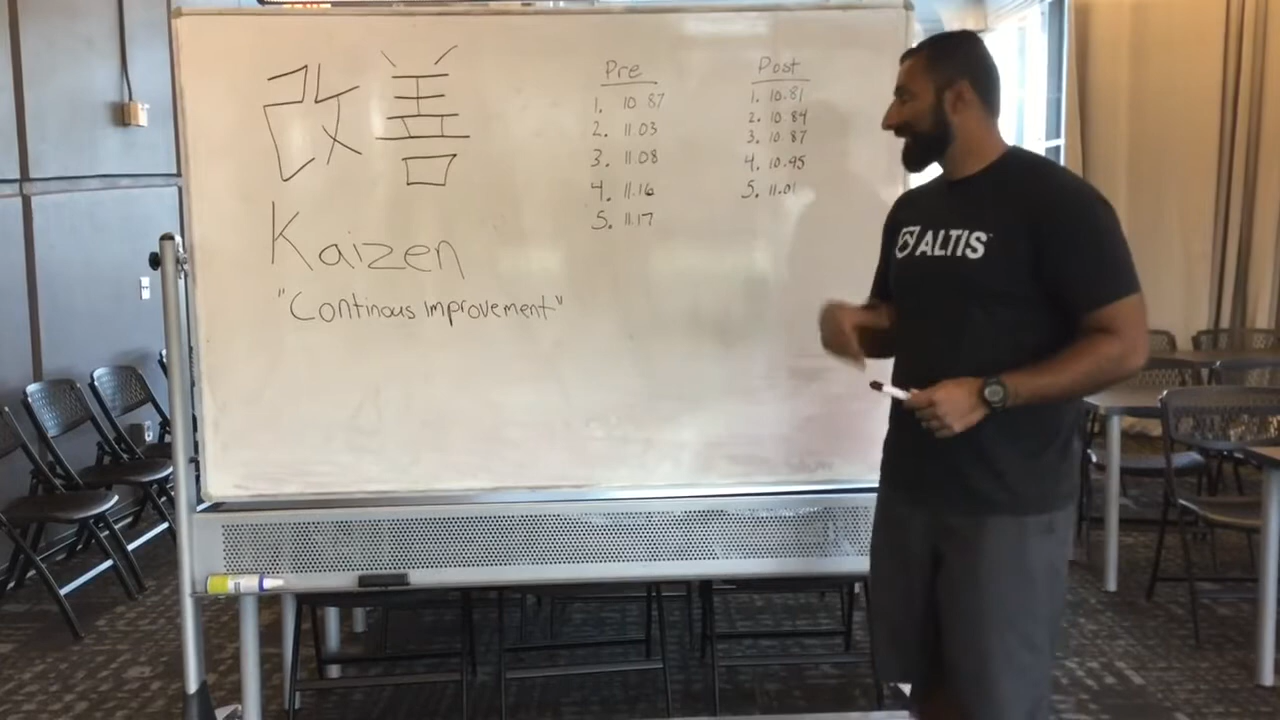 改善
Kaizen
"Continous improvement"
Pre
1. 10.87
2. 11.03
3. 11.08
4. 11.16
5. 11.17
Post
1. 10.81
2. 10.84
3. 10.87
4. 10.95
5. 11.01
ALTIS